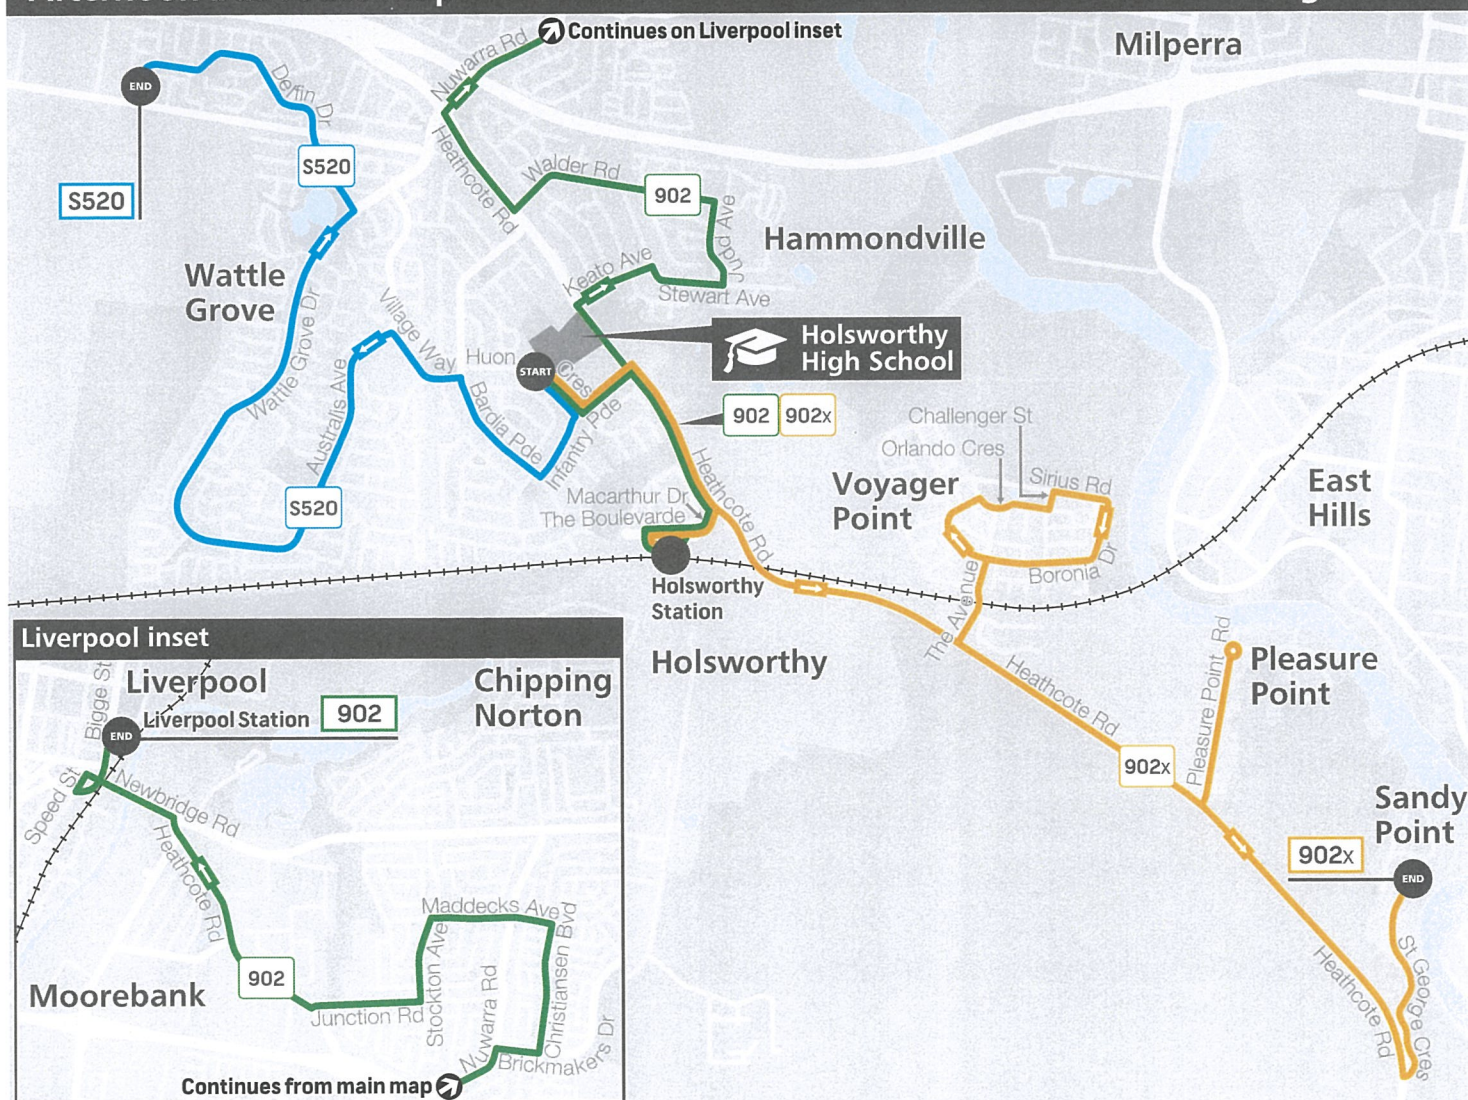 Continues on Liverpool inset
Milperra
Nuwarra Rd
END
Delfin Dr
S520
S520
Heathcote Rd
Walder Rd
902
Judd Ave
Hammondville
Wattle
Grove
Keato Ave
Stewart Ave
Village Way
Wattle Grove Dr
Huon
Cres
START
Holsworthy
High School
Australis Ave
Bardia Pde
Infantry Pde
902
902x
Challenger St
Orlando Cres
Sirius Rd
Heathcote Rd
Voyager
Point
East
Hills
S520
Macarthur Dr
The Boulevarde
Boronia Dr
The Avenue
Holsworthy
Station
Holsworthy
Heathcote Rd
Pleasure Point Rd
Pleasure
Point
902x
Sandy
Point
902x
END
Heathcote Rd
St George Cres
Liverpool inset
Bigge St
Liverpool
Chipping
Norton
Liverpool Station
902
END
Speed St
Newbridge Rd
Heathcote Rd
Maddecks Ave
Stockton Ave
Christiansen Bvd
902
Moorebank
Junction Rd
Nuwarra Rd
Brickmakers Dr
Continues from main map